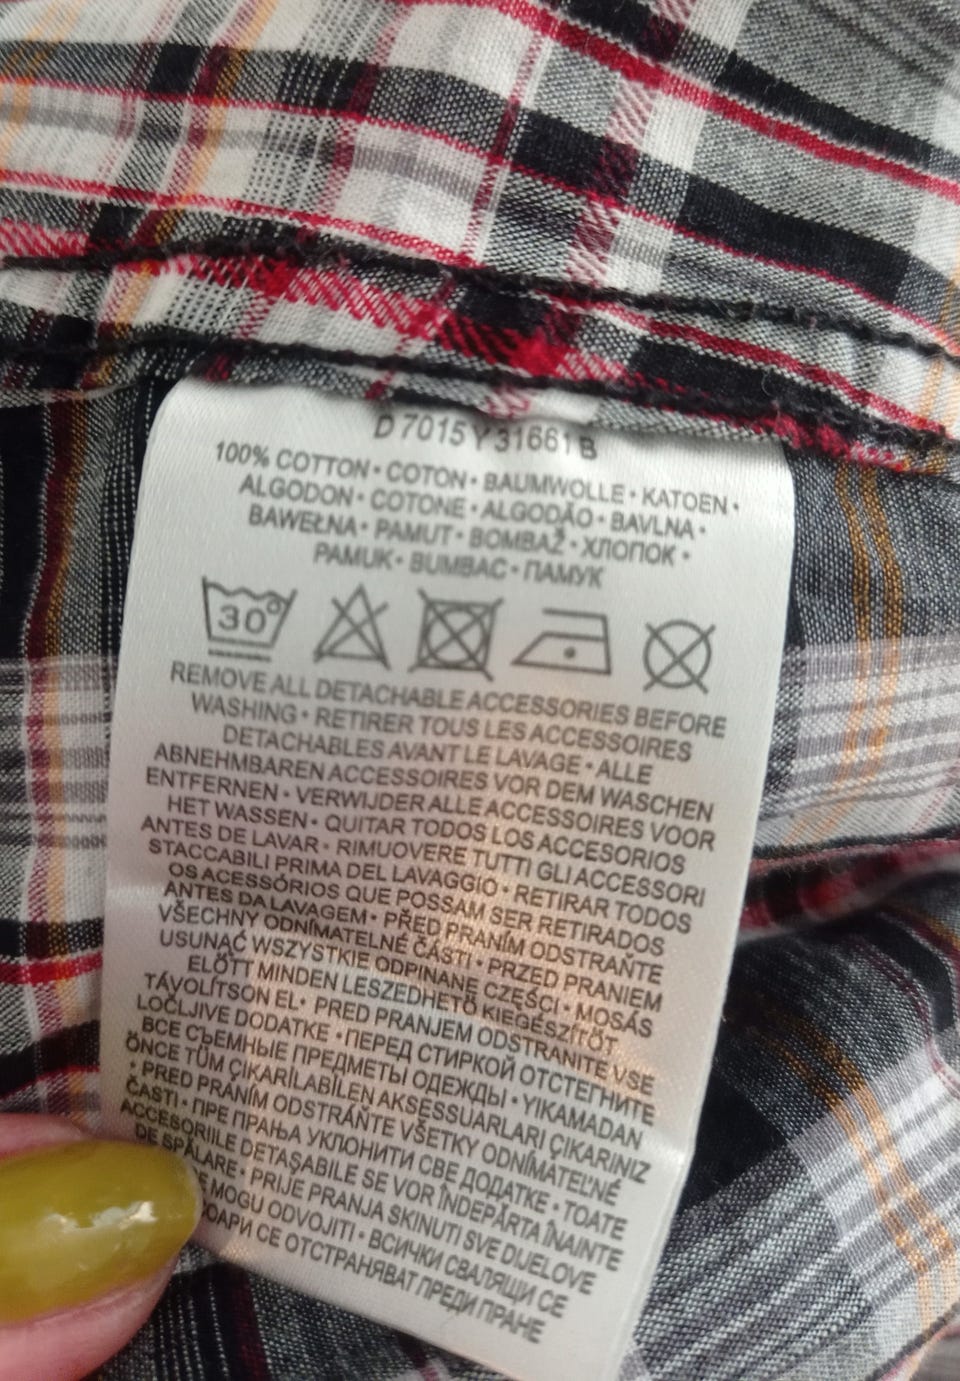 D 7015 Y 31661 B
100% COTTON • COTON • BAUMWOLLE • KATOEN •
ALGODON • COTONE • ALGODÃO • BAVLNA •
BAWEŁNA • PAMUT • BOMBAŽ • ХЛОПОК •
PAMUK • BUMBAC • ПАМУК
30°
REMOVE ALL DETACHABLE ACCESSORIES BEFORE
WASHING • RETIRER TOUS LES ACCESSOIRES
DETACHABLES AVANT LE LAVAGE • ALLE
ABNEHMBAREN ACCESSOIRES VOR DEM WASCHEN
ENTFERNEN • VERWIJDER ALLE ACCESSOIRES VOOR
HET WASSEN • QUITAR TODOS LOS ACCESORIOS
ANTES DE LAVAR • RIMUOVERE TUTTI GLI ACCESSORI
STACCABILI PRIMA DEL LAVAGGIO • RETIRAR TODOS
OS ACESSÓRIOS QUE POSSAM SER RETIRADOS
ANTES DA LAVAGEM • PŘED PRANÍM ODSTRAŇTE
VŠECHNY ODNÍMATELNÉ ČÁSTI • PRZED PRANIEM
USUNĄĆ WSZYSTKIE ODPINANE CZĘŚCI • MOSÁS
ELŐTT MINDEN LESZEDHETŐ KIEGÉSZÍTŐT
TÁVOLÍTSON EL • PRED PRANJEM ODSTRANITE VSE
LOČLJIVE DODATKE • ПЕРЕД СТИРКОЙ ОТСТЕГНИТЕ
ВСЕ СЪЕМНЫЕ ПРЕДМЕТЫ ОДЕЖДЫ • YIKAMADAN
ÖNCE TÜM ÇIKARILABİLEN AKSESSUARLARI ÇIKARINIZ
• PRED PRANÍM ODSTRÁŇTE VŠETKY ODNÍMATEĽNÉ
ČASTI • ПРЕ ПРАЊА УКЛОНИТИ СВЕ ДОДАТКЕ • TOATE
ACCESORIILE DETAȘABILE SE VOR ÎNDEPĂRTA ÎNAINTE
DE SPĂLARE • PRIJE PRANJA SKINUTI SVE DIJELOVE
MOGU ODVOJITI • ВСИЧКИ СВАЛЯЩИ СЕ
СЕ ОТСТРАНЯВАТ ПРЕДИ ПРАНЕ